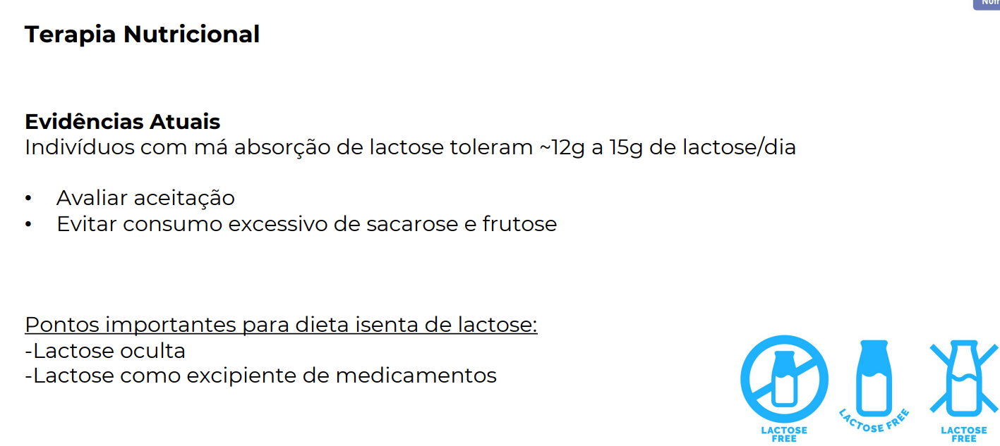 Terapia Nutricional
Evidências Atuais
Indivíduos com má absorção de lactose toleram ~12g a 15g de lactose/dia
• Avaliar aceitação
• Evitar consumo excessivo de sacarose e frutose
Pontos importantes para dieta isenta de lactose:
-Lactose oculta
-Lactose como excipiente de medicamentos
LACTOSE
FREE
LACTOSE FREE
LACTOSE
FREE